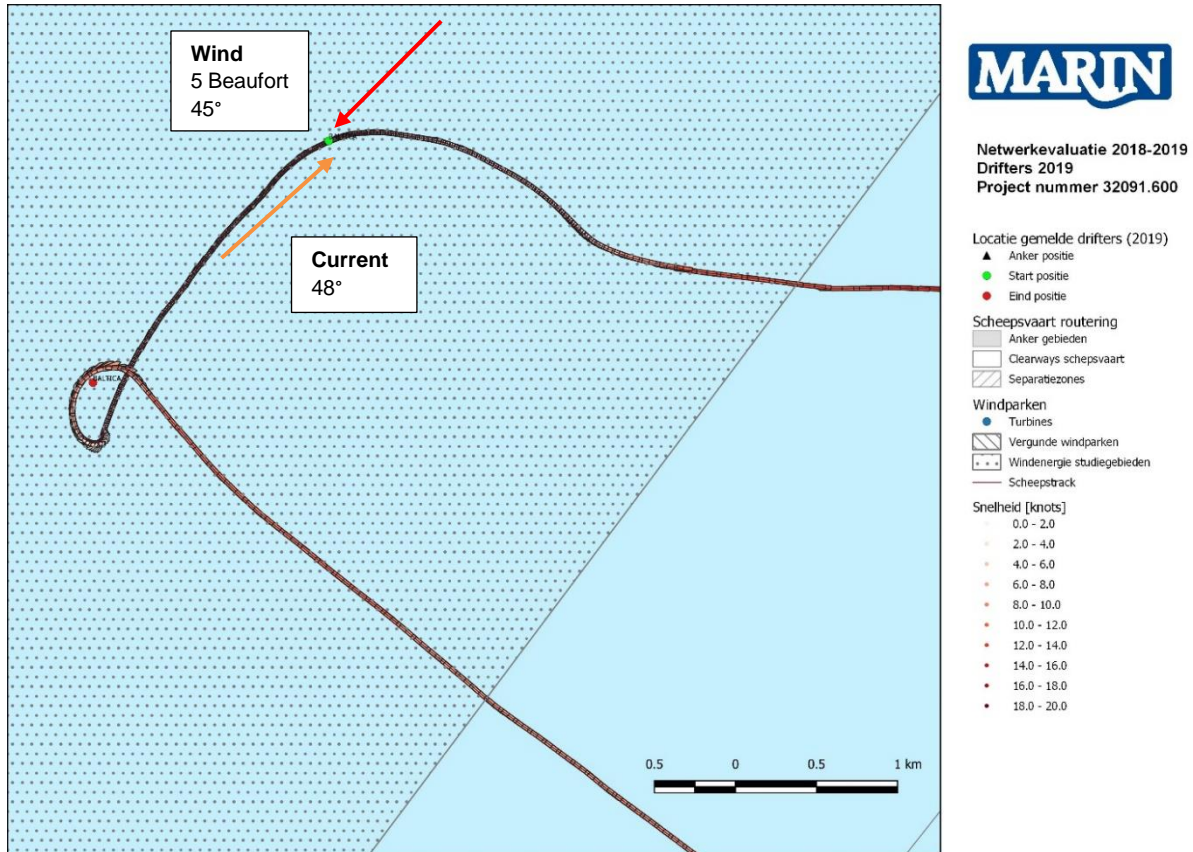 Wind
5 Beaufort
45°
Current
48°
BALTICA
0.5 0 0.5 1 km
MARIN
Netwerkevaluatie 2018-2019
Drifters 2019
Project nummer 32091.600
Locatie gemelde drifters (2019)
Anker positie
Start positie
Eind positie
Scheepsvaart routering
Anker gebieden
Clearways schepsvaart
Separatiezones
Windparken
Turbines
Vergunde windparken
Windenergie studiegebieden
Scheepstrack
Snelheid [knots]
0.0 - 2.0
2.0 - 4.0
4.0 - 6.0
6.0 - 8.0
8.0 - 10.0
10.0 - 12.0
12.0 - 14.0
14.0 - 16.0
16.0 - 18.0
18.0 - 20.0